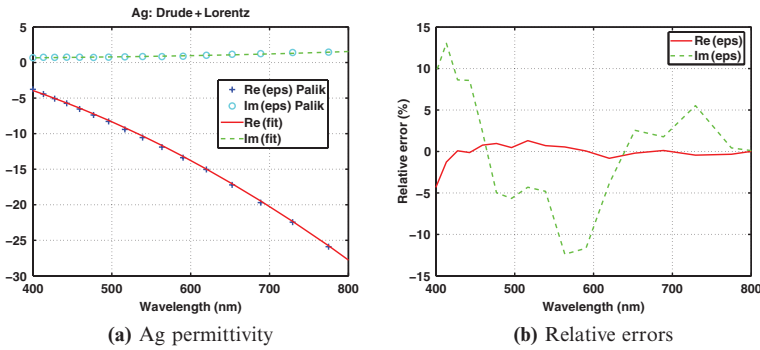 Ag: Drude+Lorentz
5
0
−5
−10
−15
−20
−25
−30
400
500
600
700
800
Wavelength (nm)
Re (eps) Palik
Im (eps) Palik
Re (fit)
Im (fit)
(a) Ag permittivity
Relative error (%)
15
10
5
0
−5
−10
−15
400
500
600
700
800
Wavelength (nm)
Re (eps)
Im (eps)
(b) Relative errors